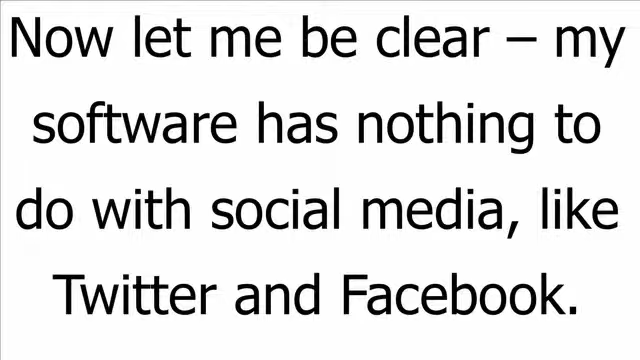 Now let me be clear – my
software has nothing to
do with social media, like
Twitter and Facebook.